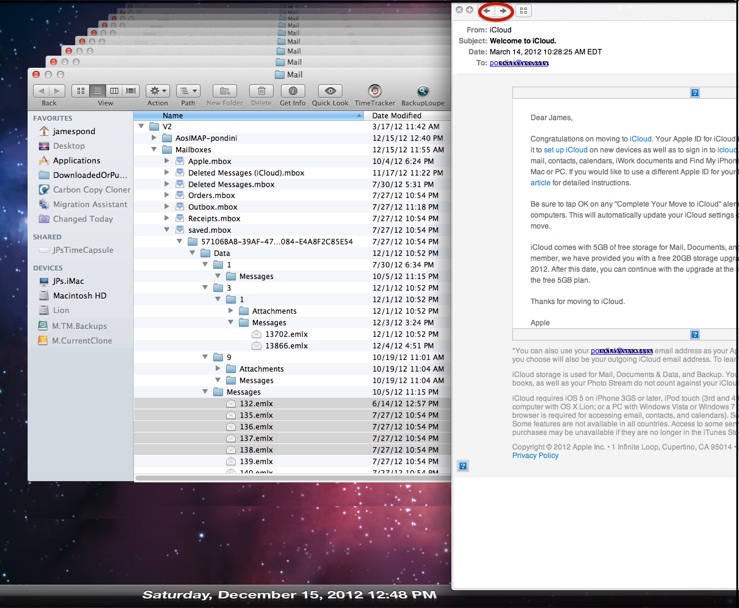 Mail
Mail
Mail
Mail
Mail
Mail
Back
View
Action
Path
New Folder
Delete
Get Info
Quick Look
TimeTracker
BackupLoupe
Name
Date Modified
FAVORITES
jamespond
Desktop
Applications
DownloadedOrPu...
Carbon Copy Cloner
Migration Assistant
Changed Today
SHARED
JPsTimeCapsule
DEVICES
JPs.iMac
Macintosh HD
Lion
M.TM.Backups
M.CurrentClone
V2 3/17/12 11:42 AM
AosIMAP-pondini 12/15/12 12:40 PM
Mailboxes 12/15/12 11:55 AM
Apple.mbox 10/4/12 6:24 PM
Deleted Messages (iCloud).mbox 11/17/12 11:22 PM
Deleted Messages.mbox 7/30/12 5:31 PM
Orders.mbox 7/27/12 10:54 PM
Outbox.mbox 7/27/12 11:18 PM
Receipts.mbox 7/27/12 10:54 PM
saved.mbox 7/27/12 10:54 PM
57106BAB-39AF-47...084-E4A8F2C85E54 7/27/12 10:54 PM
Data 12/1/12 10:52 PM
1 7/30/12 6:34 PM
Messages 10/5/12 11:15 PM
3 12/1/12 10:52 PM
1 12/1/12 10:52 PM
Attachments 12/1/12 10:52 PM
Messages 12/3/12 3:24 PM
13702.emlx 12/1/12 10:52 PM
13866.emlx 12/4/12 4:51 PM
9 10/19/12 11:01 AM
Attachments 10/19/12 11:04 AM
Messages 10/19/12 11:04 AM
Messages 10/5/12 11:15 PM
132.emlx 6/14/12 12:57 PM
135.emlx 7/27/12 10:54 PM
136.emlx 7/27/12 10:54 PM
137.emlx 7/27/12 10:54 PM
138.emlx 7/27/12 10:54 PM
139.emlx 7/27/12 10:54 PM
140.emlx 7/27/12 10:54 PM
From: iCloud
Subject: Welcome to iCloud.
Date: March 14, 2012 10:28:25 AM EDT
To:
Dear James,
Congratulations on moving to iCloud. Your Apple ID for iCloud
it to set up iCloud on new devices as well as to sign in to icloud
mail, contacts, calendars, iWork documents and Find My iPhone
Mac or PC. If you would like to use a different Apple ID for your
article for detailed instructions.
Be sure to tap OK on any "Complete Your Move to iCloud" aler
computers. This will automatically update your iCloud settings
move.
iCloud comes with 5GB of free storage for Mail, Documents, an
member, we have provided you with a free 20GB storage upgr
2012. After this date, you can continue with the upgrade at the
the free 5GB plan.
Thanks for moving to iCloud.
Apple
*You can also use your email address as your Ap
you choose will also be your outgoing iCloud email address. To lear
iCloud storage is used for Mail, Documents & Data, and Backup. You
books, as well as your Photo Stream do not count against your iClou
iCloud requires iOS 5 on iPhone 3GS or later, iPod touch (3rd and 4
computer with OS X Lion; or a PC with Windows Vista or Windows 7
browser is required for accessing email, contacts, and calendars). So
Some features are not available in all countries. Access to some ser
purchases may be unavailable if they are no longer in the iTunes St
Copyright © 2012 Apple Inc. • 1 Infinite Loop, Cupertino, CA 95014 •
Privacy Policy
Saturday, December 15, 2012 12:48 PM